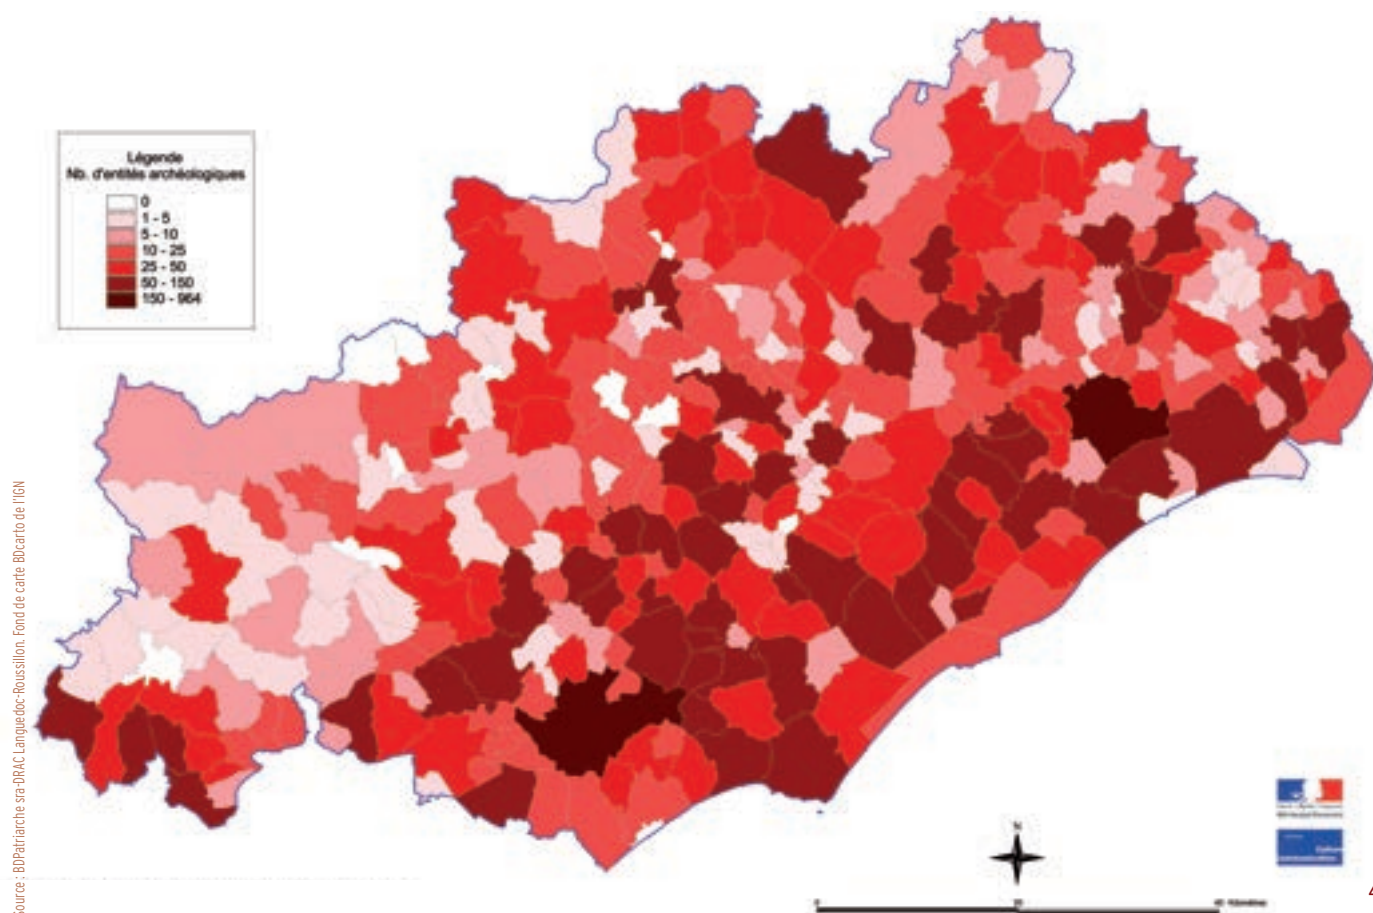 Légende
Nb. d'entités archéologiques
0
1 - 5
5 - 10
10 - 25
25 - 50
50 - 150
150 - 964
Source : BDPatriarche sra-DRAC Languedoc-Roussillon. Fond de carte BDcarto de l'IGN
N
0
40 Kilomètres
4